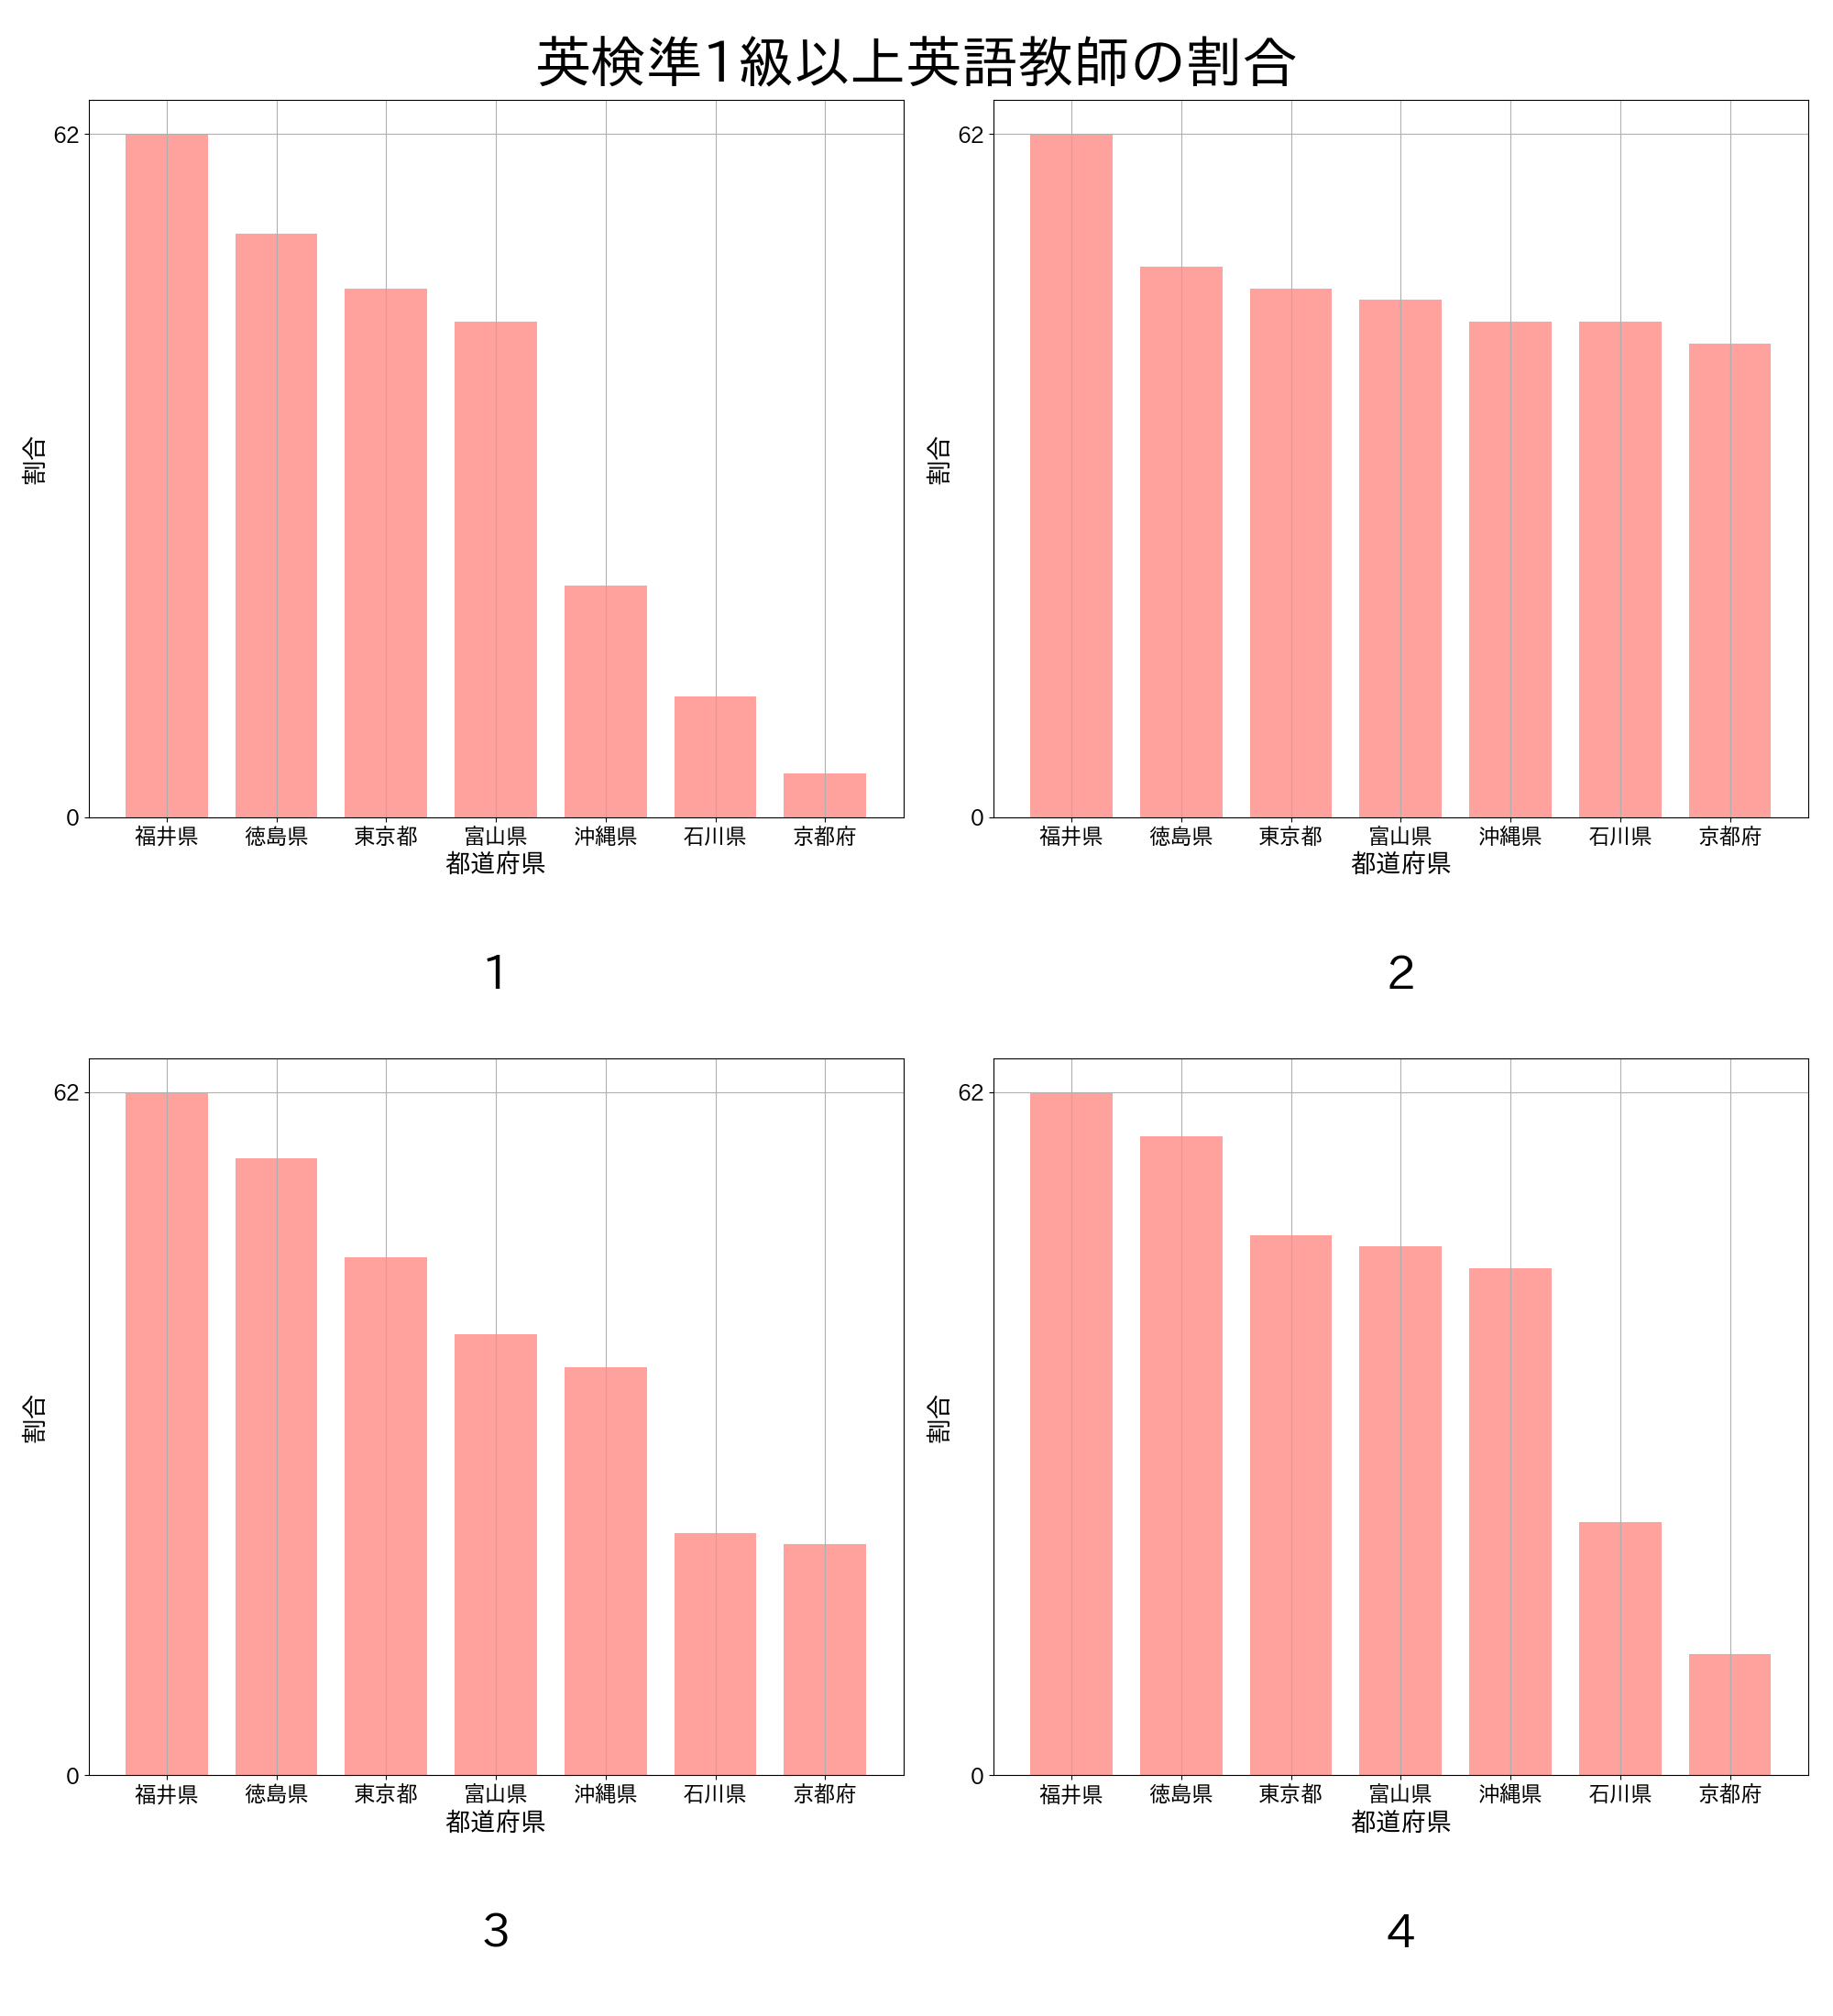 英検準1級以上英語教師の割合
62
0
割合
福井県 徳島県 東京都 富山県 沖縄県 石川県 京都府
都道府県
1
62
0
割合
福井県 徳島県 東京都 富山県 沖縄県 石川県 京都府
都道府県
2
62
0
割合
福井県 徳島県 東京都 富山県 沖縄県 石川県 京都府
都道府県
3
62
0
割合
福井県 徳島県 東京都 富山県 沖縄県 石川県 京都府
都道府県
4